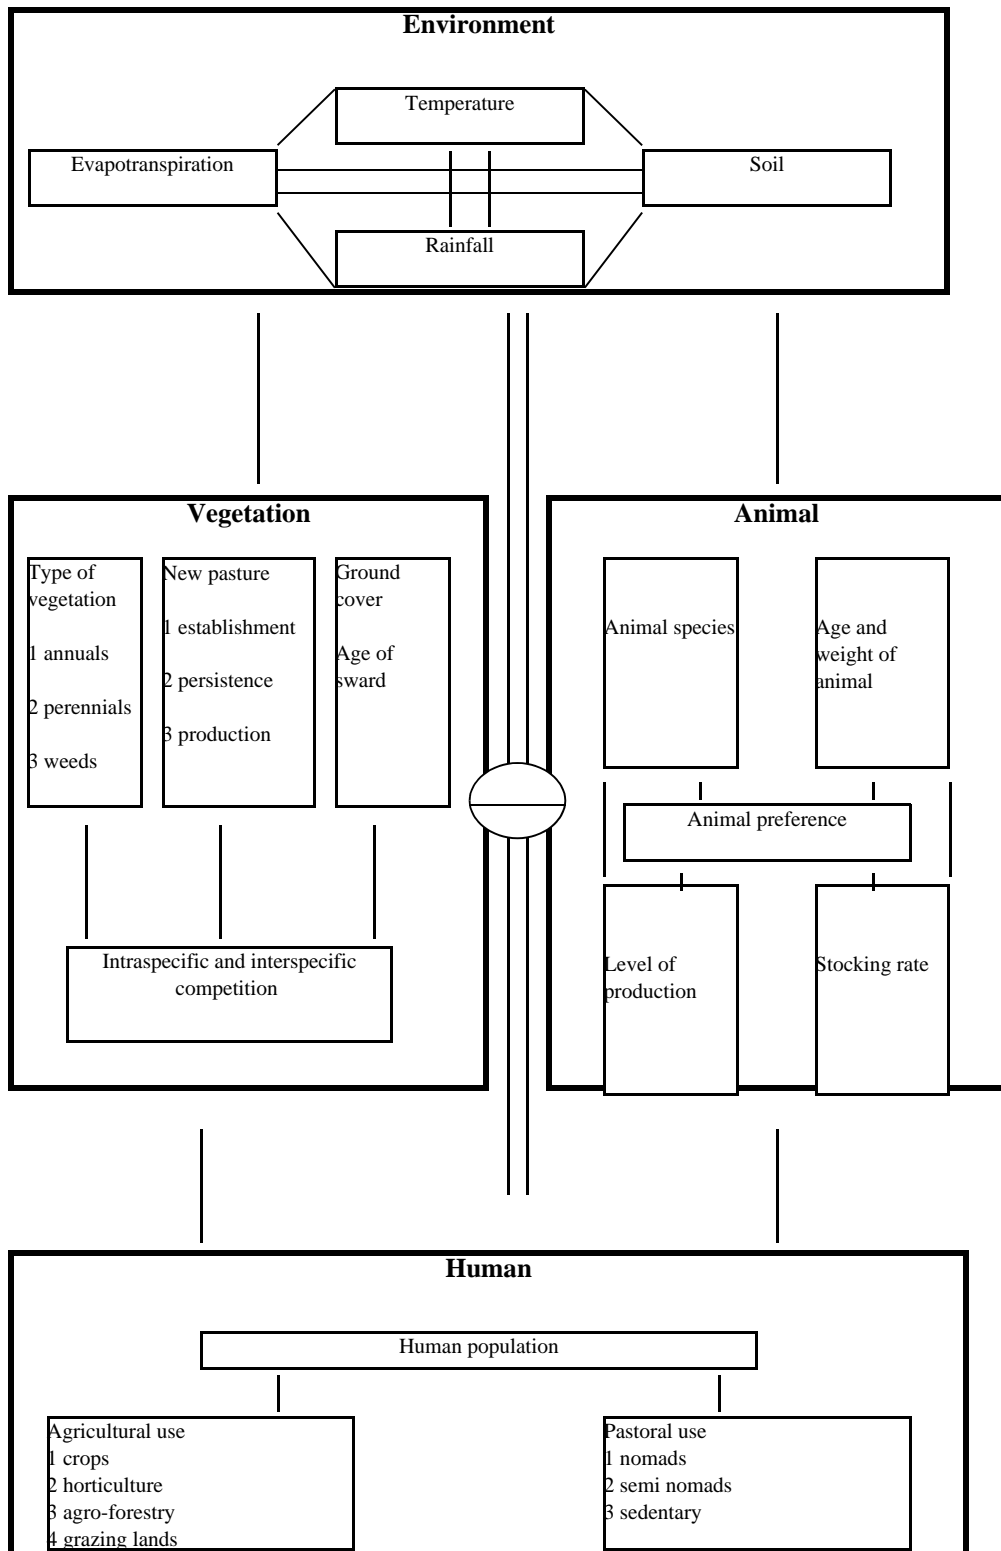 Environment
Temperature
Evapotranspiration
Soil
Rainfall
Vegetation
Type of
vegetation
1 annuals
2 perennials
3 weeds
New pasture
1 establishment
2 persistence
3 production
Ground
cover
Age of
sward
Intraspecific and interspecific
competition
Animal
Animal species
Age and
weight of
animal
Animal preference
Level of
production
Stocking rate
Human
Human population
Agricultural use
1 crops
2 horticulture
3 agro-forestry
4 grazing lands
Pastoral use
1 nomads
2 semi nomads
3 sedentary